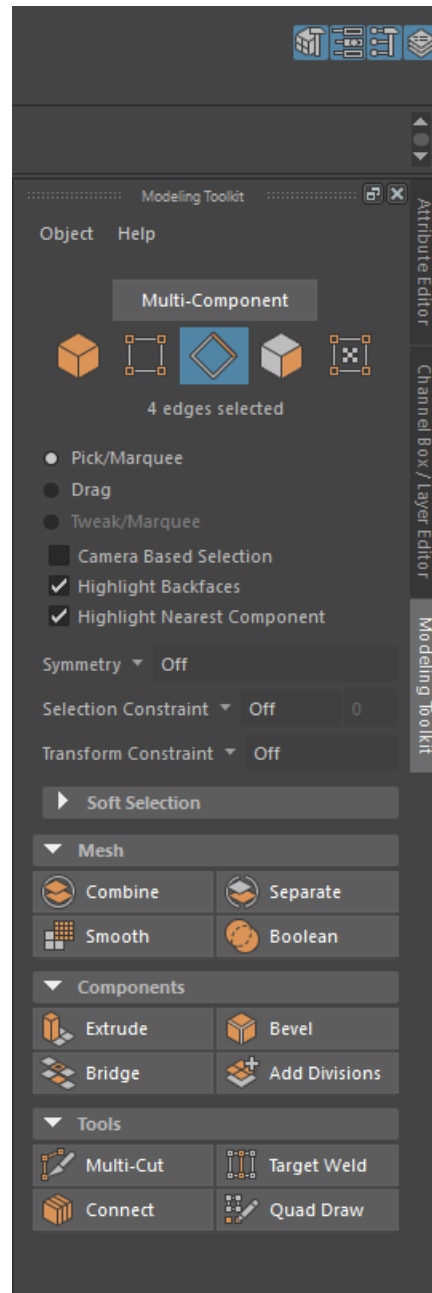 Modeling Toolkit
Object Help
Multi-Component
4 edges selected
Pick/Marquee
Drag
Tweak/Marquee
Camera Based Selection
Highlight Backfaces
Highlight Nearest Component
Symmetry Off
Selection Constraint Off 0
Transform Constraint Off
Soft Selection
Mesh
Combine Separate
Smooth Boolean
Components
Extrude Bevel
Bridge Add Divisions
Tools
Multi-Cut Target Weld
Connect Quad Draw
Attribute Editor
Channel Box / Layer Editor
Modeling Toolkit